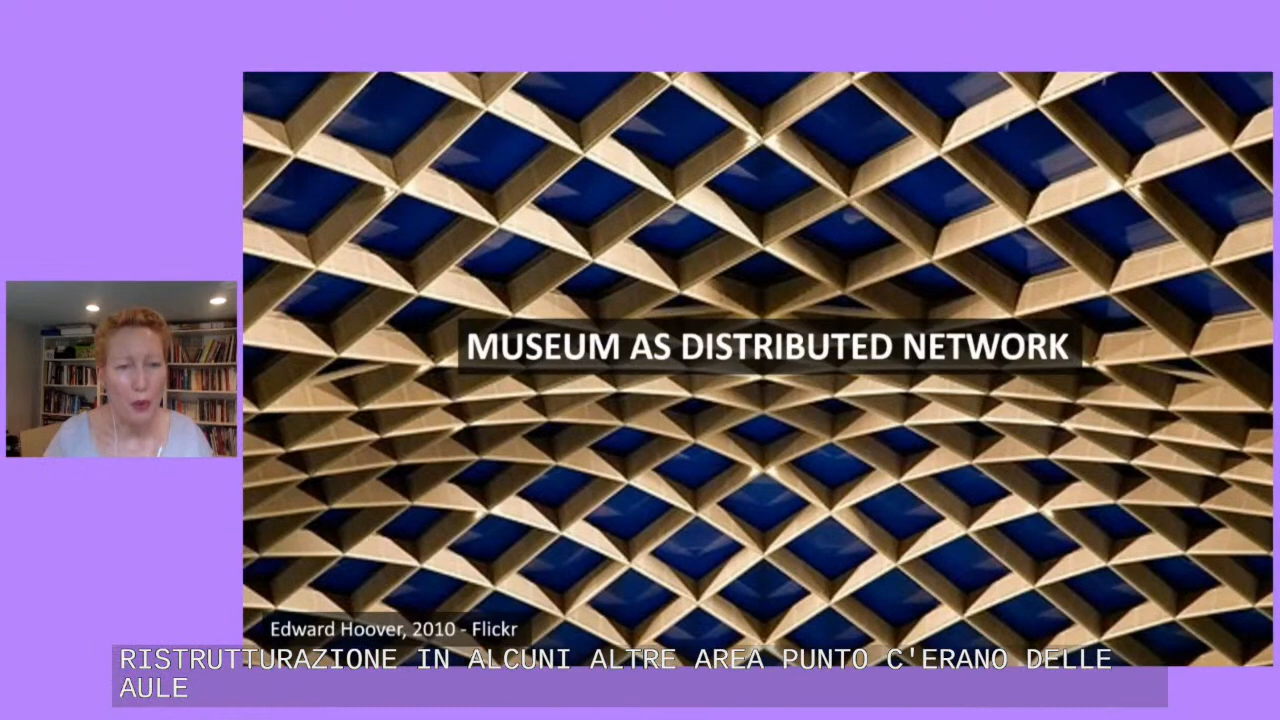 MUSEUM AS DISTRIBUTED NETWORK
Edward Hoover, 2010 - Flickr
RISTRUTTURAZIONE IN ALCUNI ALTRE AREA PUNTO C'ERANO DELLE
AULE